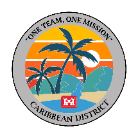 "ONE TEAM, ONE MISSION"
CARIBBEAN DISTRICT